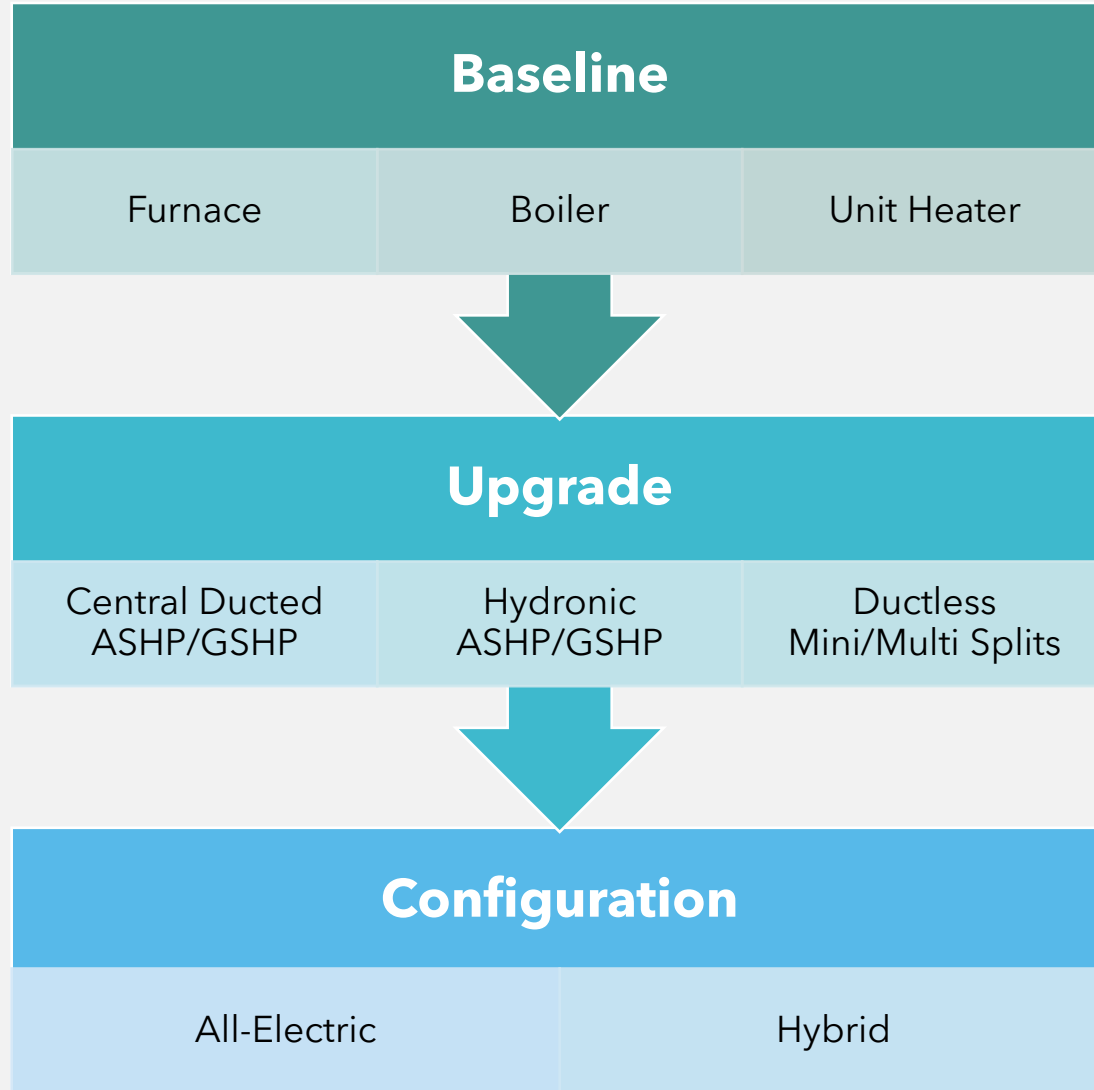 Baseline
Furnace
Boiler
Unit Heater
Upgrade
Central Ducted
ASHP/GSHP
Hydronic
ASHP/GSHP
Ductless
Mini/Multi Splits
Configuration
All-Electric
Hybrid